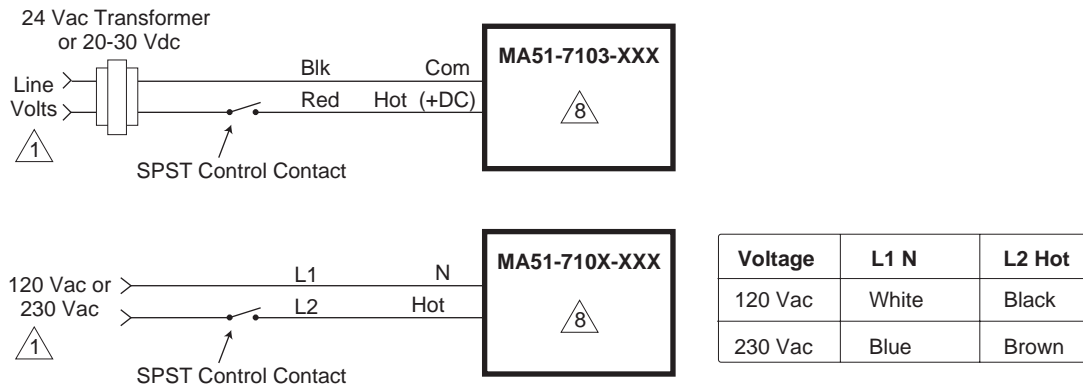 24 Vac Transformer
or 20-30 Vdc
Line
Volts
1
Blk
Com
Red
Hot (+DC)
SPST Control Contact
MA51-7103-XXX
8
120 Vac or
230 Vac
1
L1
N
L2
Hot
SPST Control Contact
MA51-710X-XXX
8
Voltage L1 N L2 Hot
120 Vac White Black
230 Vac Blue Brown